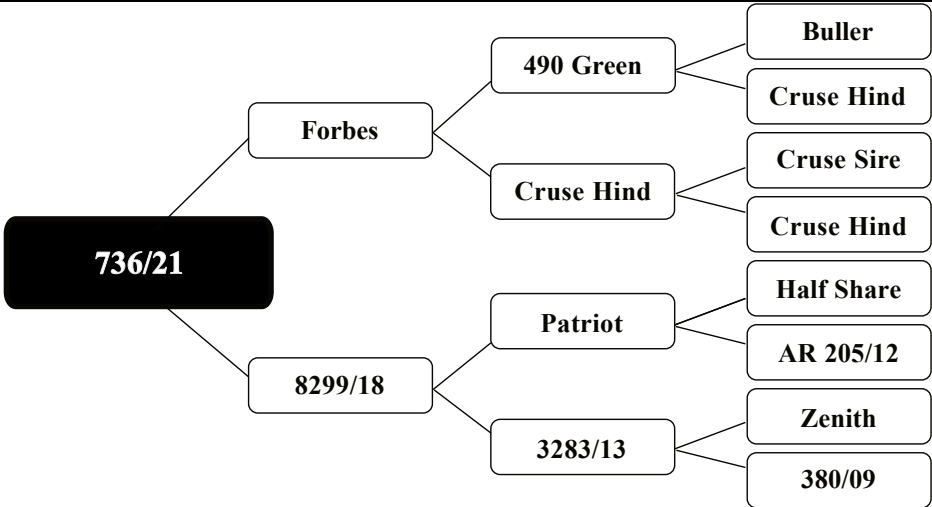 Buller
490 Green
Cruse Hind
Forbes
Cruse Sire
Cruse Hind
Cruse Hind
736/21
Half Share
Patriot
AR 205/12
8299/18
Zenith
3283/13
380/09